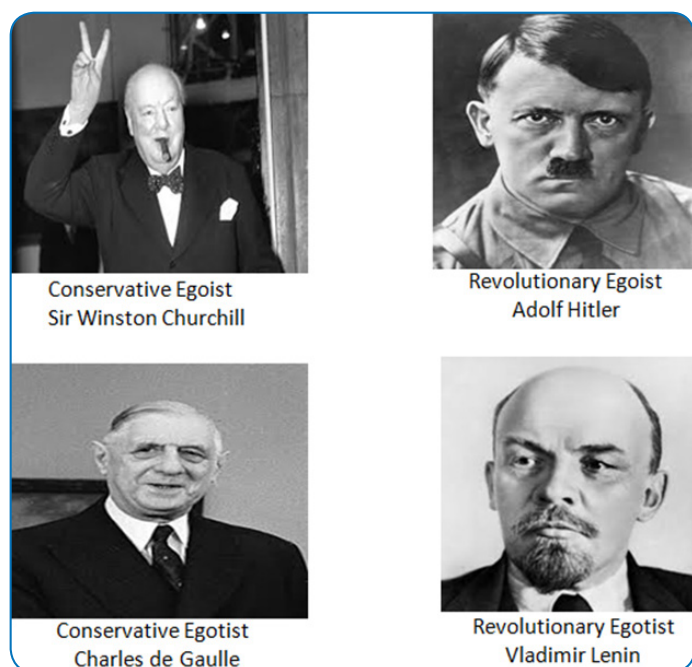 Conservative Egoist
Sir Winston Churchill
Revolutionary Egoist
Adolf Hitler
Conservative Egotist
Charles de Gaulle
Revolutionary Egotist
Vladimir Lenin